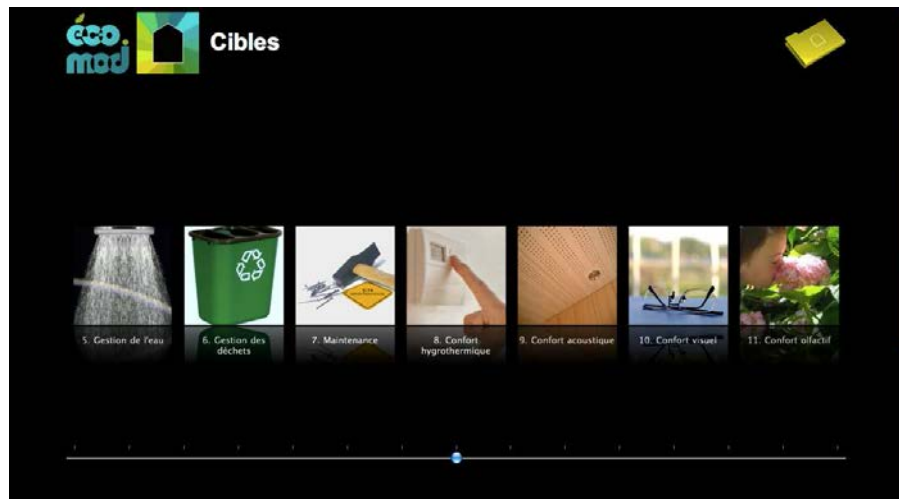 éco.
mod
Cibles
5. Gestion de l'eau
6. Gestion des
déchets
7. Maintenance
8. Confort
hygrothermique
9. Confort acoustique
10. Confort visuel
11. Confort olfactif